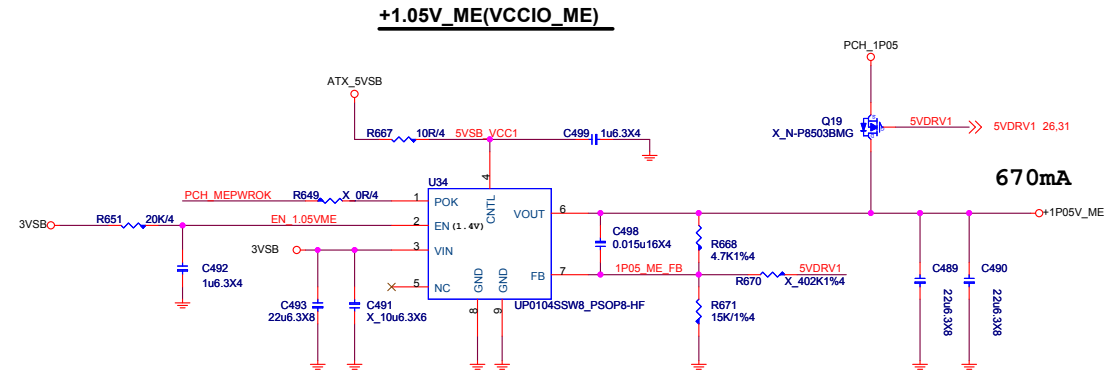 +1.05V_ME(VCCIO_ME)
PCH_1P05
ATX_5VSB
R667 10R/4 5VSB_VCC1 C499 1u6.3X4
Q19
X_N-P8503BMG
5VDRV1 5VDRV1 26,31
670mA
U34
4
CNTL
PCH_MEPWROK R649 X_0R/4 1 POK
VOUT 6
+1P05V_ME
3VSB R651 20K/4 EN_1.05VME 2 EN(1.4V)
C498
0.015u16X4
R668
4.7K1%4
3VSB 3 VIN
C492
1u6.3X4
FB 7 1P05_ME_FB
R670 X_402K1%4 5VDRV1
C489
22u6.3X8
C490
22u6.3X8
5 NC
GND
GND
8
9
C493
22u6.3X8
C491
X_10u6.3X6
UP0104SSW8_PSOP8-HF
R671
15K/1%4